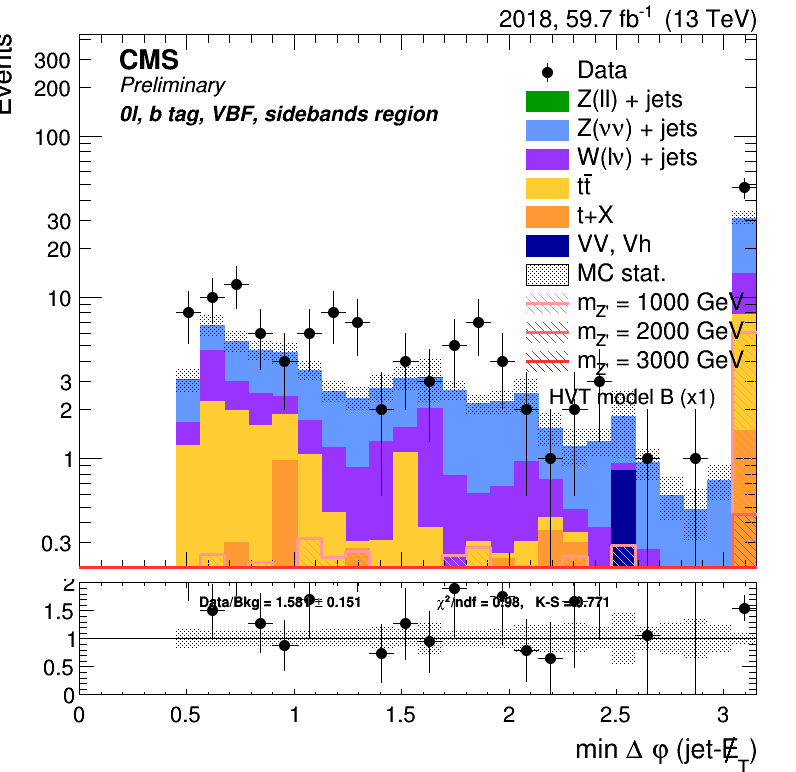 2018, 59.7 fb⁻¹ (13 TeV)
Events
CMS
Preliminary
0l, b tag, VBF, sidebands region
Data
Z(ll) + jets
Z(νν) + jets
W(lν) + jets
tt̄
t+X
VV, Vh
MC stat.
m_Z' = 1000 GeV
m_Z' = 2000 GeV
m_Z' = 3000 GeV
HVT model B (x1)
300
200
100
30
20
10
3
2
1
0.3
Data/Bkg = 1.581 ± 0.151
χ²/ndf = 0.98, K-S = 0.771
2
1.5
1
0.5
0
0 0.5 1 1.5 2 2.5 3
min Δ φ (jet-E̸_T)